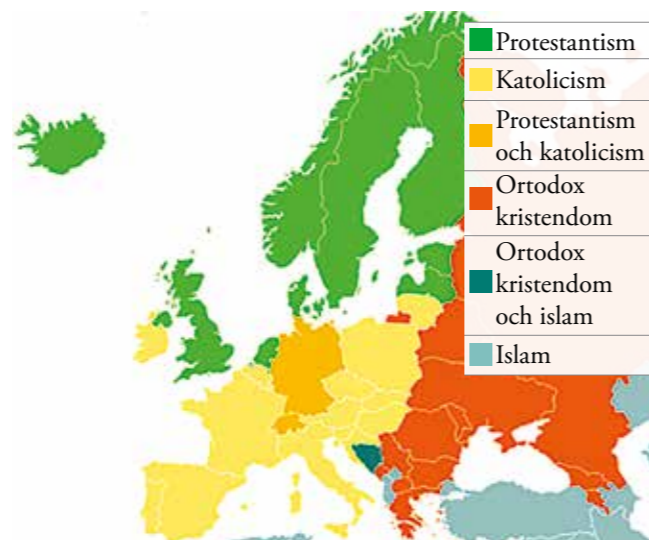 Protestantism
Katolicism
Protestantism
och katolicism
Ortodox
kristendom
Ortodox
kristendom
och islam
Islam